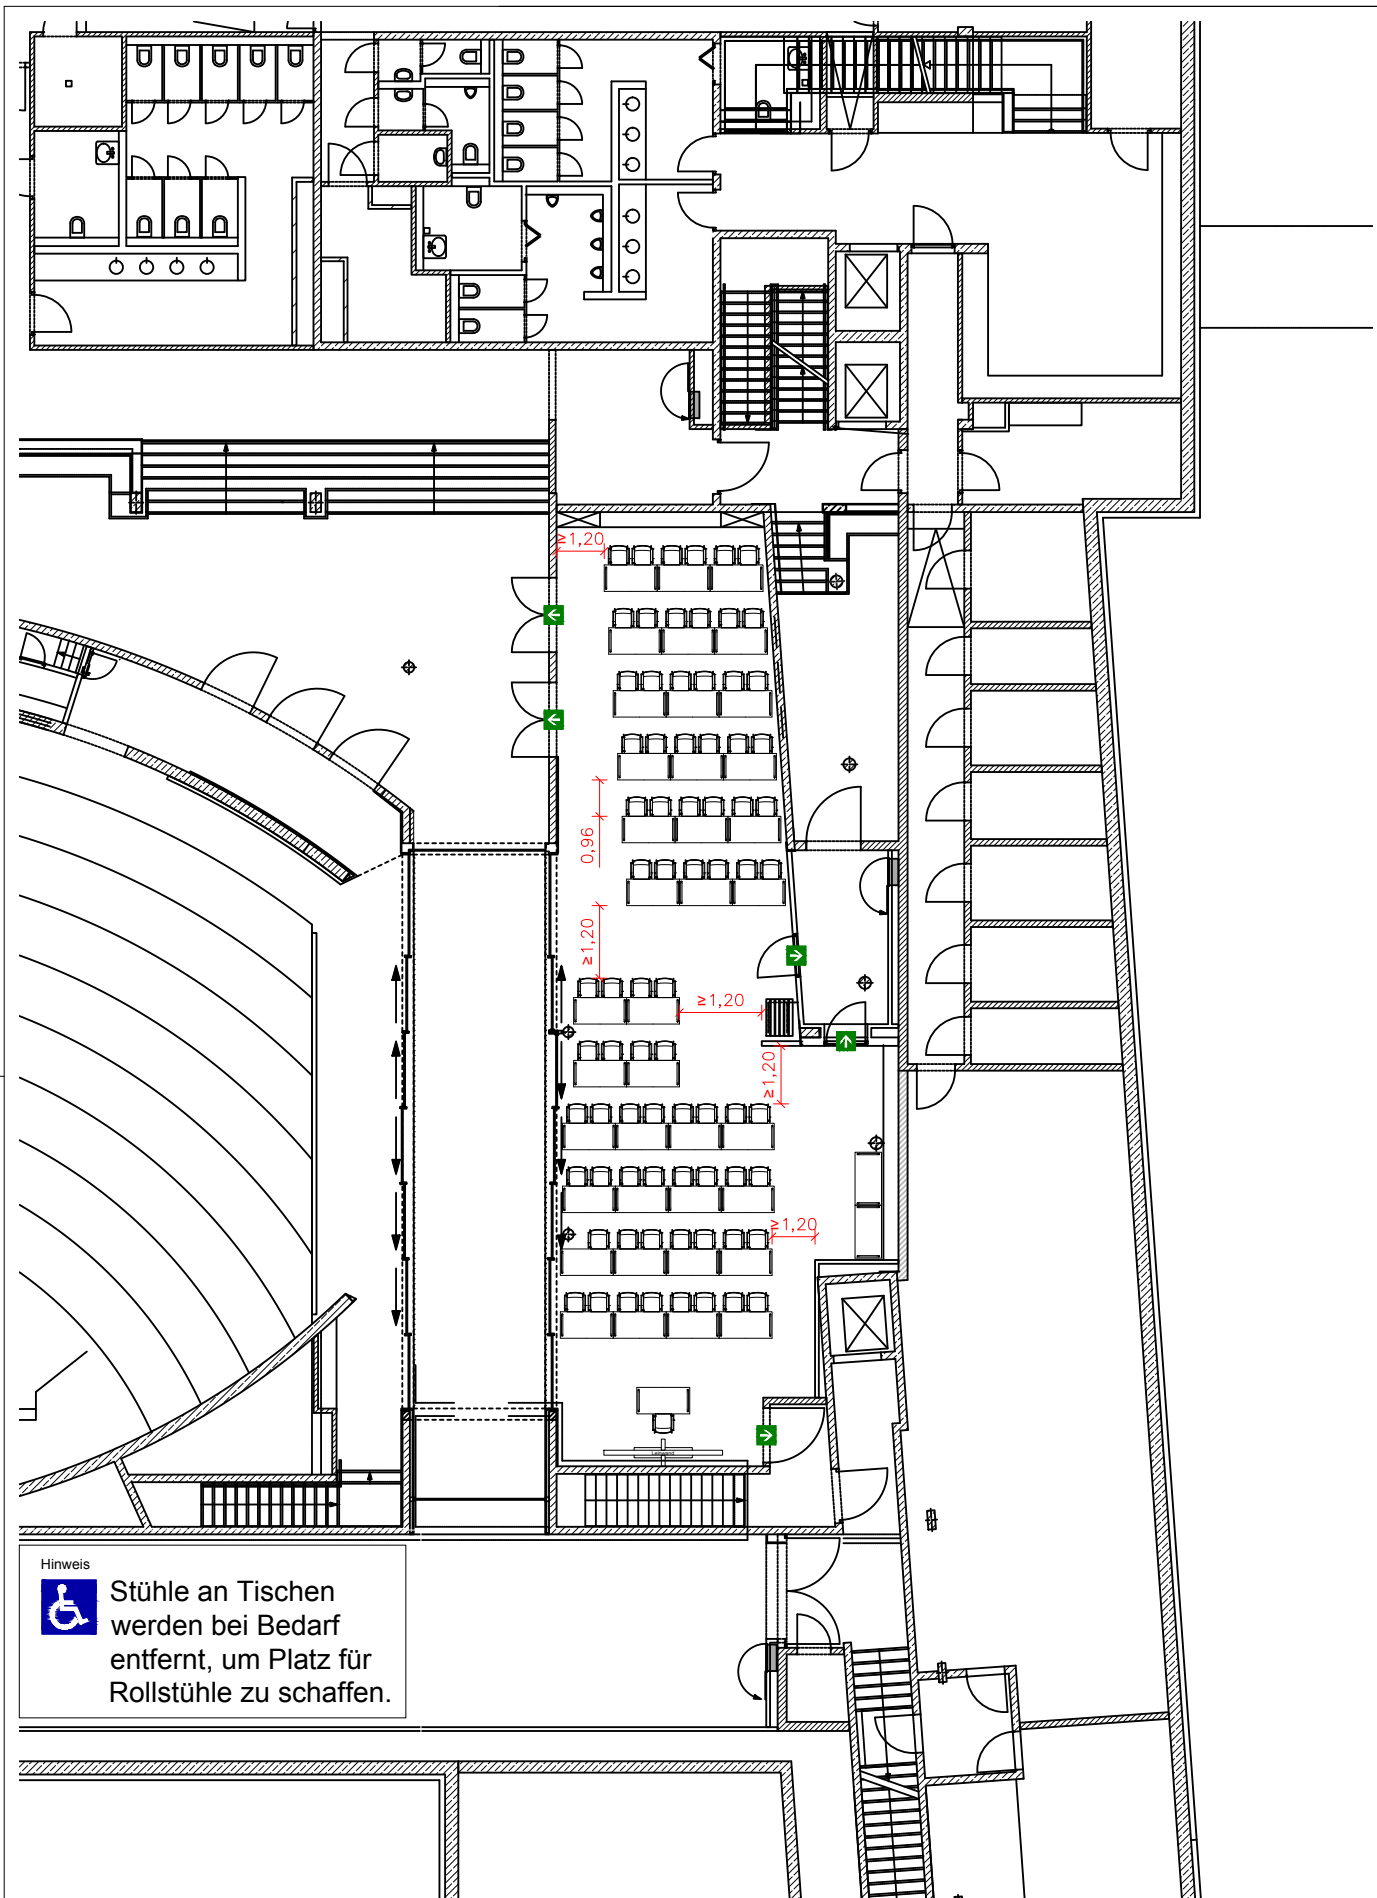 ≥1,20
0,96
≥1,20
≥1,20
≥1,20
≥1,20
Leinwand
Hinweis
Stühle an Tischen
werden bei Bedarf
entfernt, um Platz für
Rollstühle zu schaffen.